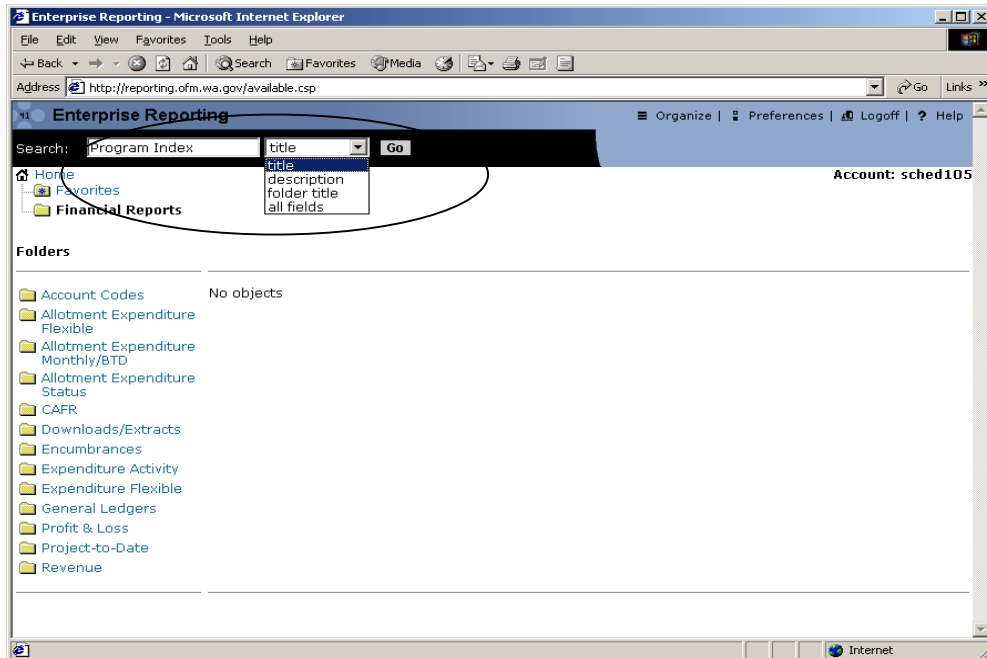 Enterprise Reporting - Microsoft Internet Explorer
File Edit View Favorites Tools Help
Back Search Favorites Media
Address http://reporting.ofm.wa.gov/available.csp Go Links »
Enterprise Reporting Organize | Preferences | Logoff | ? Help
Search: Program Index title Go
title
description
folder title
all fields
Home Account: sched105
Favorites
Financial Reports
Folders
No objects
Account Codes
Allotment Expenditure
Flexible
Allotment Expenditure
Monthly/BTD
Allotment Expenditure
Status
CAFR
Downloads/Extracts
Encumbrances
Expenditure Activity
Expenditure Flexible
General Ledgers
Profit & Loss
Project-to-Date
Revenue
Internet